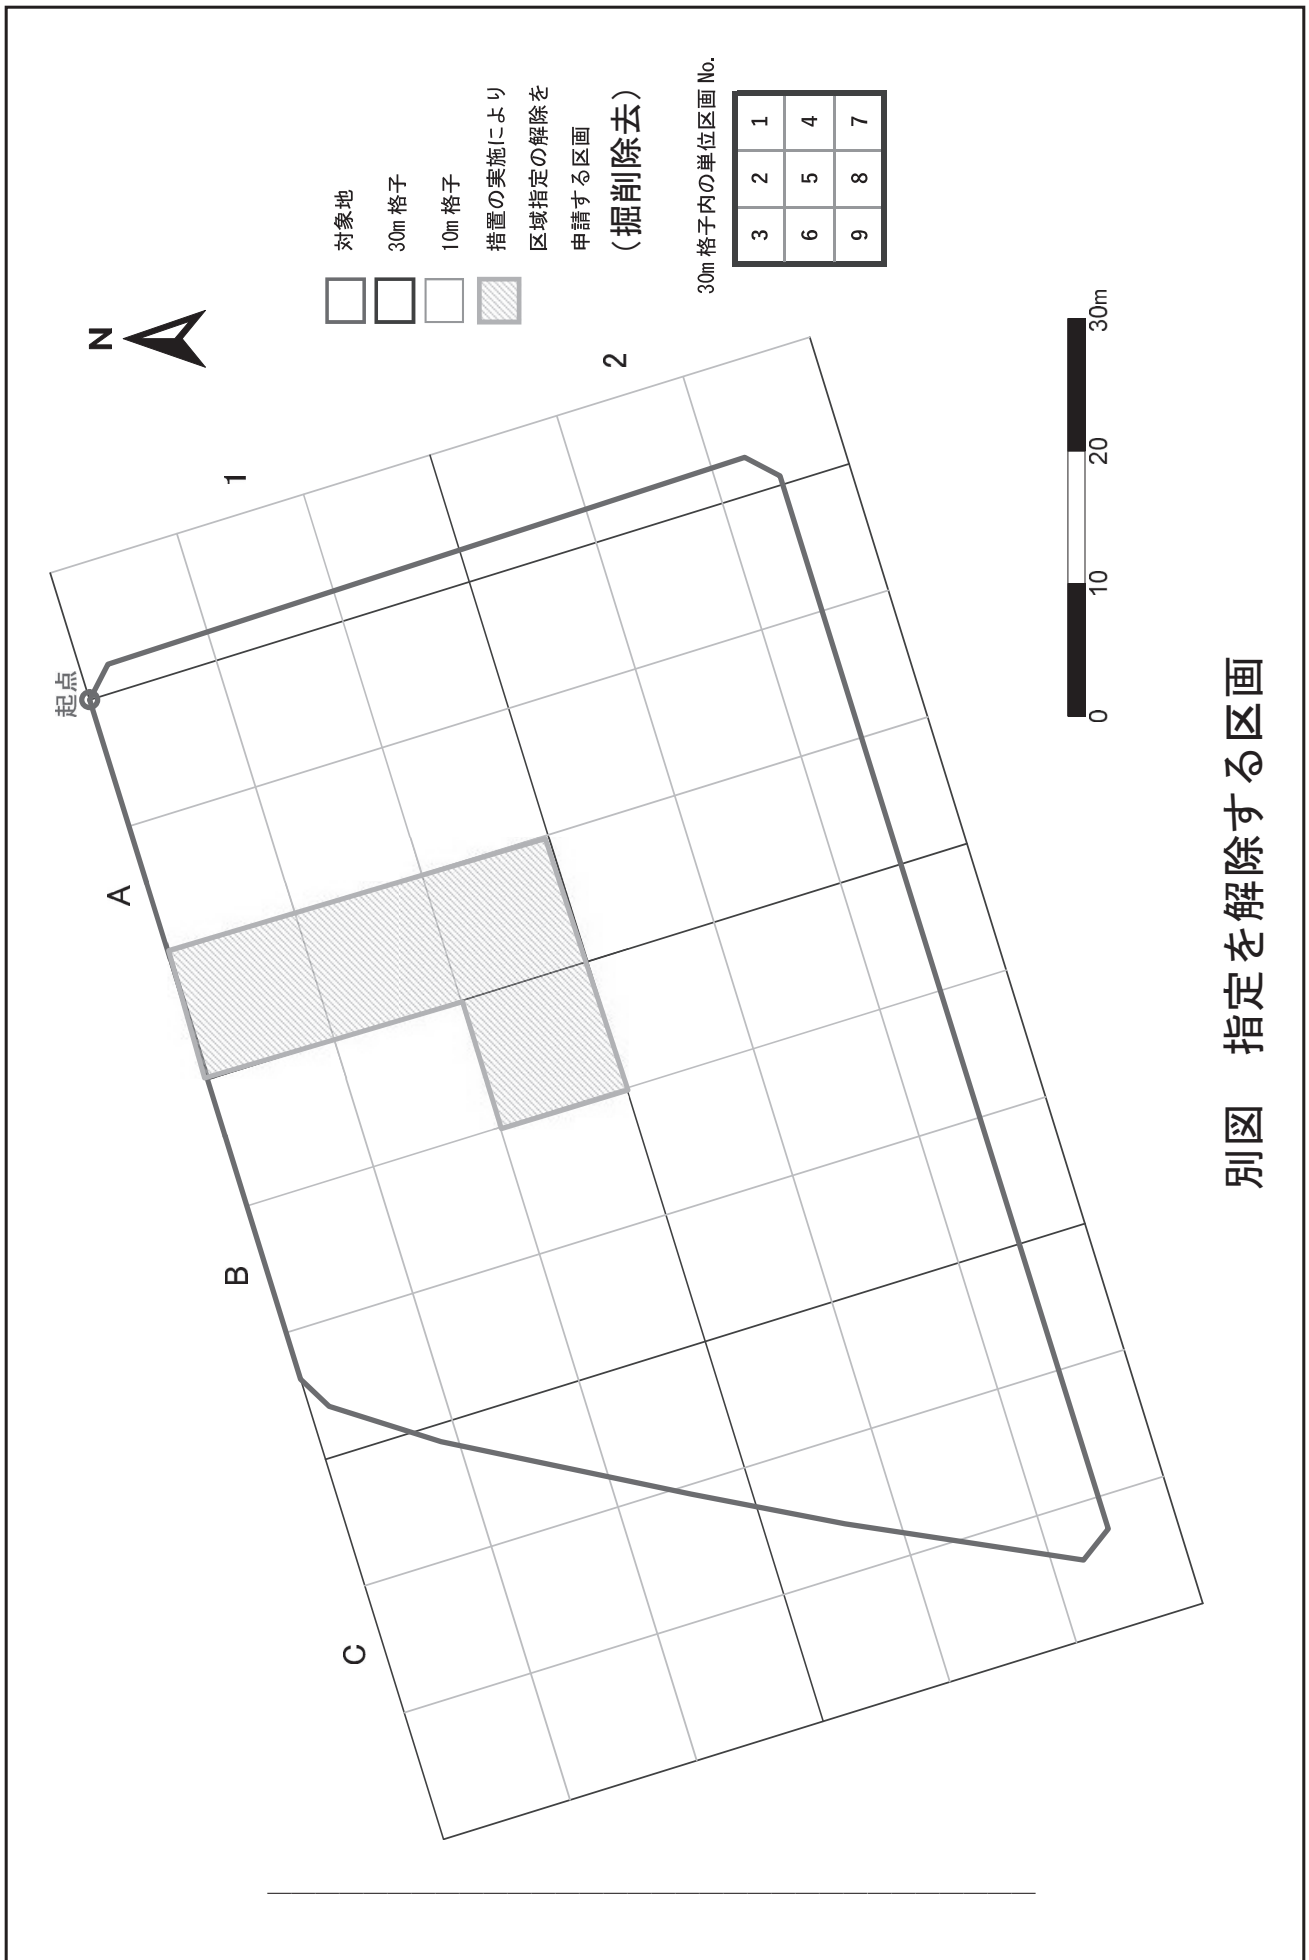 N
対象地
30m 格子
10m 格子
措置の実施により
区域指定の解除を
申請する区画
（掘削除去）
30m 格子内の単位区画 No.
1 2 3
4 5 6
7 8 9
起点
A
B
C
1
2
0 10 20 30m
別図　指定を解除する区画